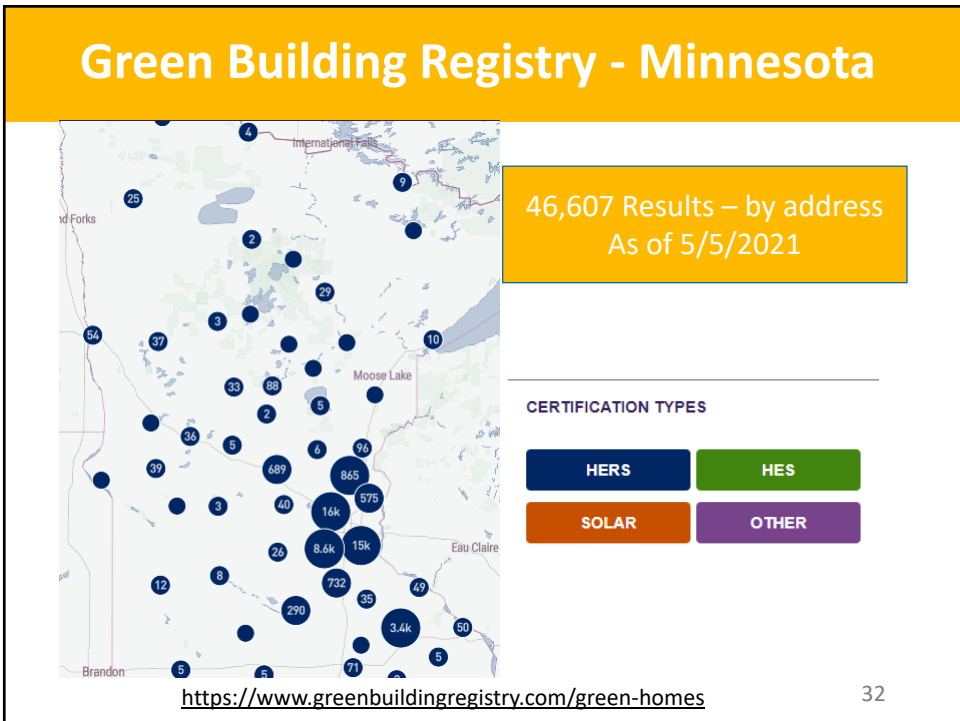 Green Building Registry - Minnesota
4
International Falls
9
25
nd Forks
2
29
3
54
37
10
Moose Lake
33
88
2
5
36
5
6
96
39
689
865
575
3
40
16k
26
8.6k
15k
Eau Claire
12
8
732
49
35
290
3.4k
50
5
Brandon
5
5
71
46,607 Results – by address
As of 5/5/2021
CERTIFICATION TYPES
HERS
HES
SOLAR
OTHER
https://www.greenbuildingregistry.com/green-homes
32